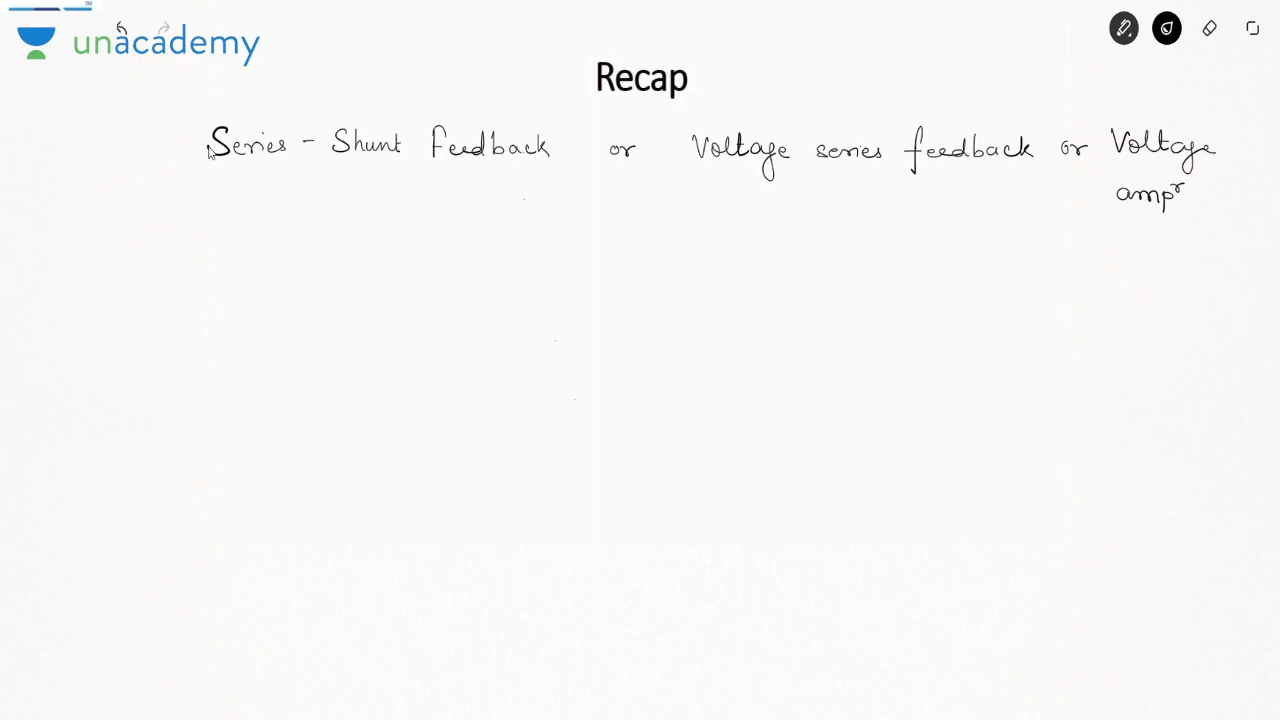 unacademy
Recap
Series - Shunt Feedback or Voltage series feedback or Voltage
ampr